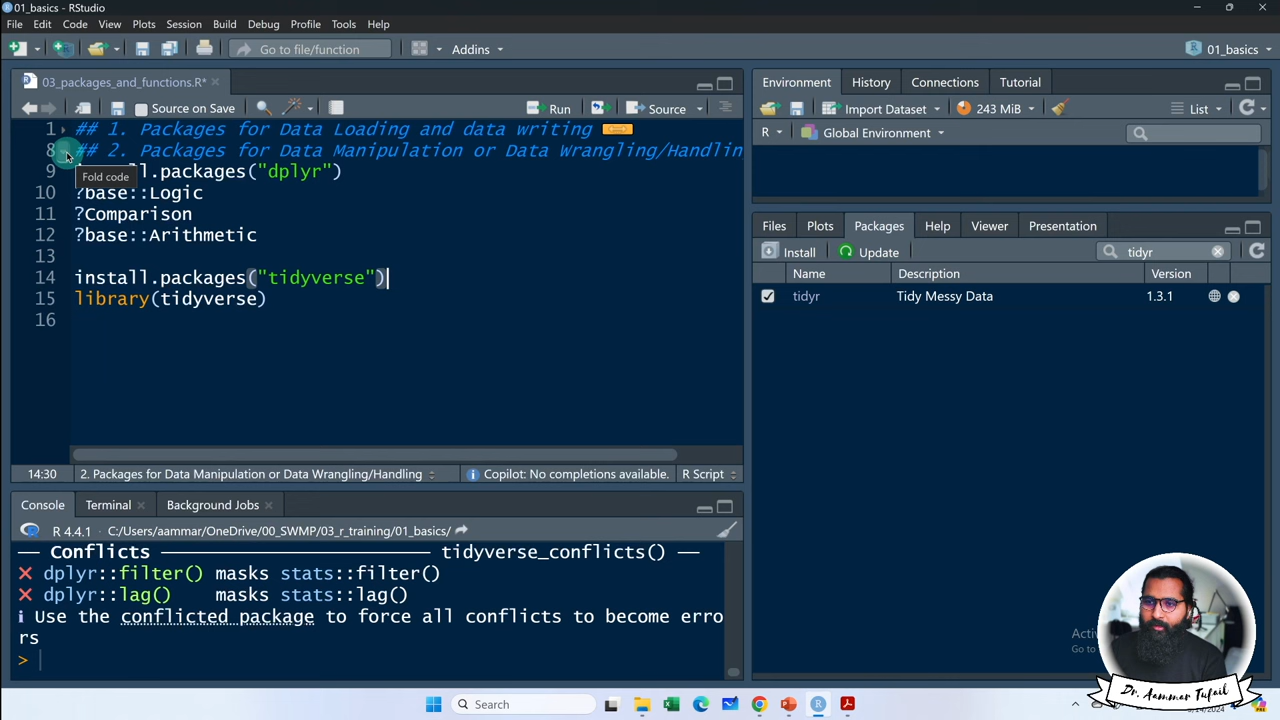 01_basics - RStudio
File Edit Code View Plots Session Build Debug Profile Tools Help
Go to file/function Addins 01_basics
03_packages_and_functions.R*
Source on Save Run Source
1 ## 1. Packages for Data Loading and data writing
8 ## 2. Packages for Data Manipulation or Data Wrangling/Handlin
Fold code
9 ll.packages("dplyr")
10 ?base::Logic
11 ?Comparison
12 ?base::Arithmetic
13
14 install.packages("tidyverse")
15 library(tidyverse)
16
14:30 2. Packages for Data Manipulation or Data Wrangling/Handling Copilot: No completions available. R Script
Console Terminal Background Jobs
R 4.4.1 · C:/Users/aammar/OneDrive/00_SWMP/03_r_training/01_basics/
── Conflicts ── tidyverse_conflicts() ──
✖ dplyr::filter() masks stats::filter()
✖ dplyr::lag() masks stats::lag()
ℹ Use the conflicted package to force all conflicts to become erro
rs
>
Environment History Connections Tutorial
Import Dataset 243 MiB List
R Global Environment
Files Plots Packages Help Viewer Presentation
Install Update tidyr
Name Description Version
tidyr Tidy Messy Data 1.3.1
Dr. Aammar Tufail
Search